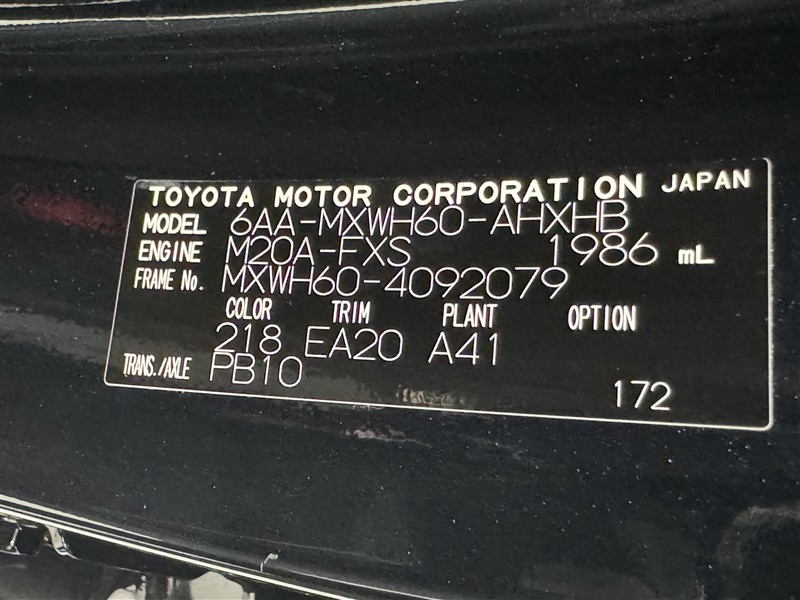 TOYOTA MOTOR CORPORATION JAPAN
MODEL 6AA-MXWH60-AHXHB
ENGINE M20A-FXS 1986 mL
FRAME No. MXWH60-4092079
COLOR TRIM PLANT OPTION
218 EA20 A41
TRANS./AXLE PB10
172